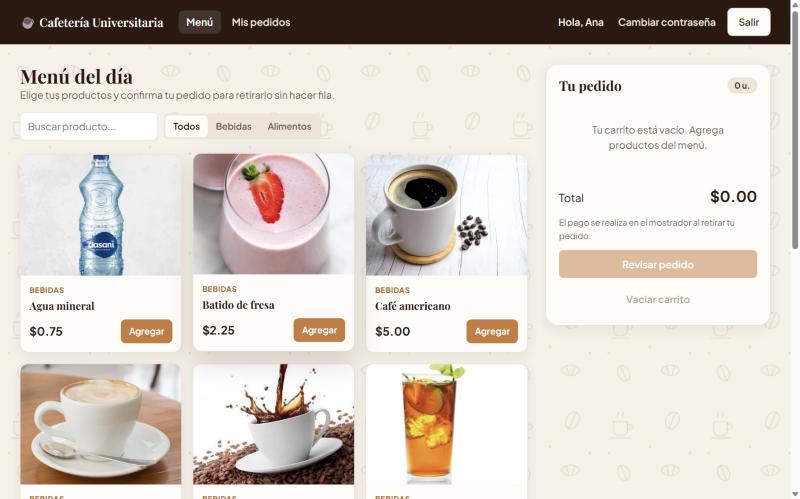 Cafetería Universitaria
Menú
Mis pedidos
Hola, Ana
Cambiar contraseña
Salir
Menú del día
Elige tus productos y confirma tu pedido para retirarlo sin hacer fila.
Buscar producto...
Todos
Bebidas
Alimentos
dasani
BEBIDAS
Agua mineral
$0.75
Agregar
BEBIDAS
Batido de fresa
$2.25
Agregar
BEBIDAS
Café americano
$5.00
Agregar
BEBIDAS
BEBIDAS
BEBIDAS
Tu pedido
0 u.
Tu carrito está vacío. Agrega
productos del menú.
Total
$0.00
El pago se realiza en el mostrador al retirar tu
pedido.
Revisar pedido
Vaciar carrito